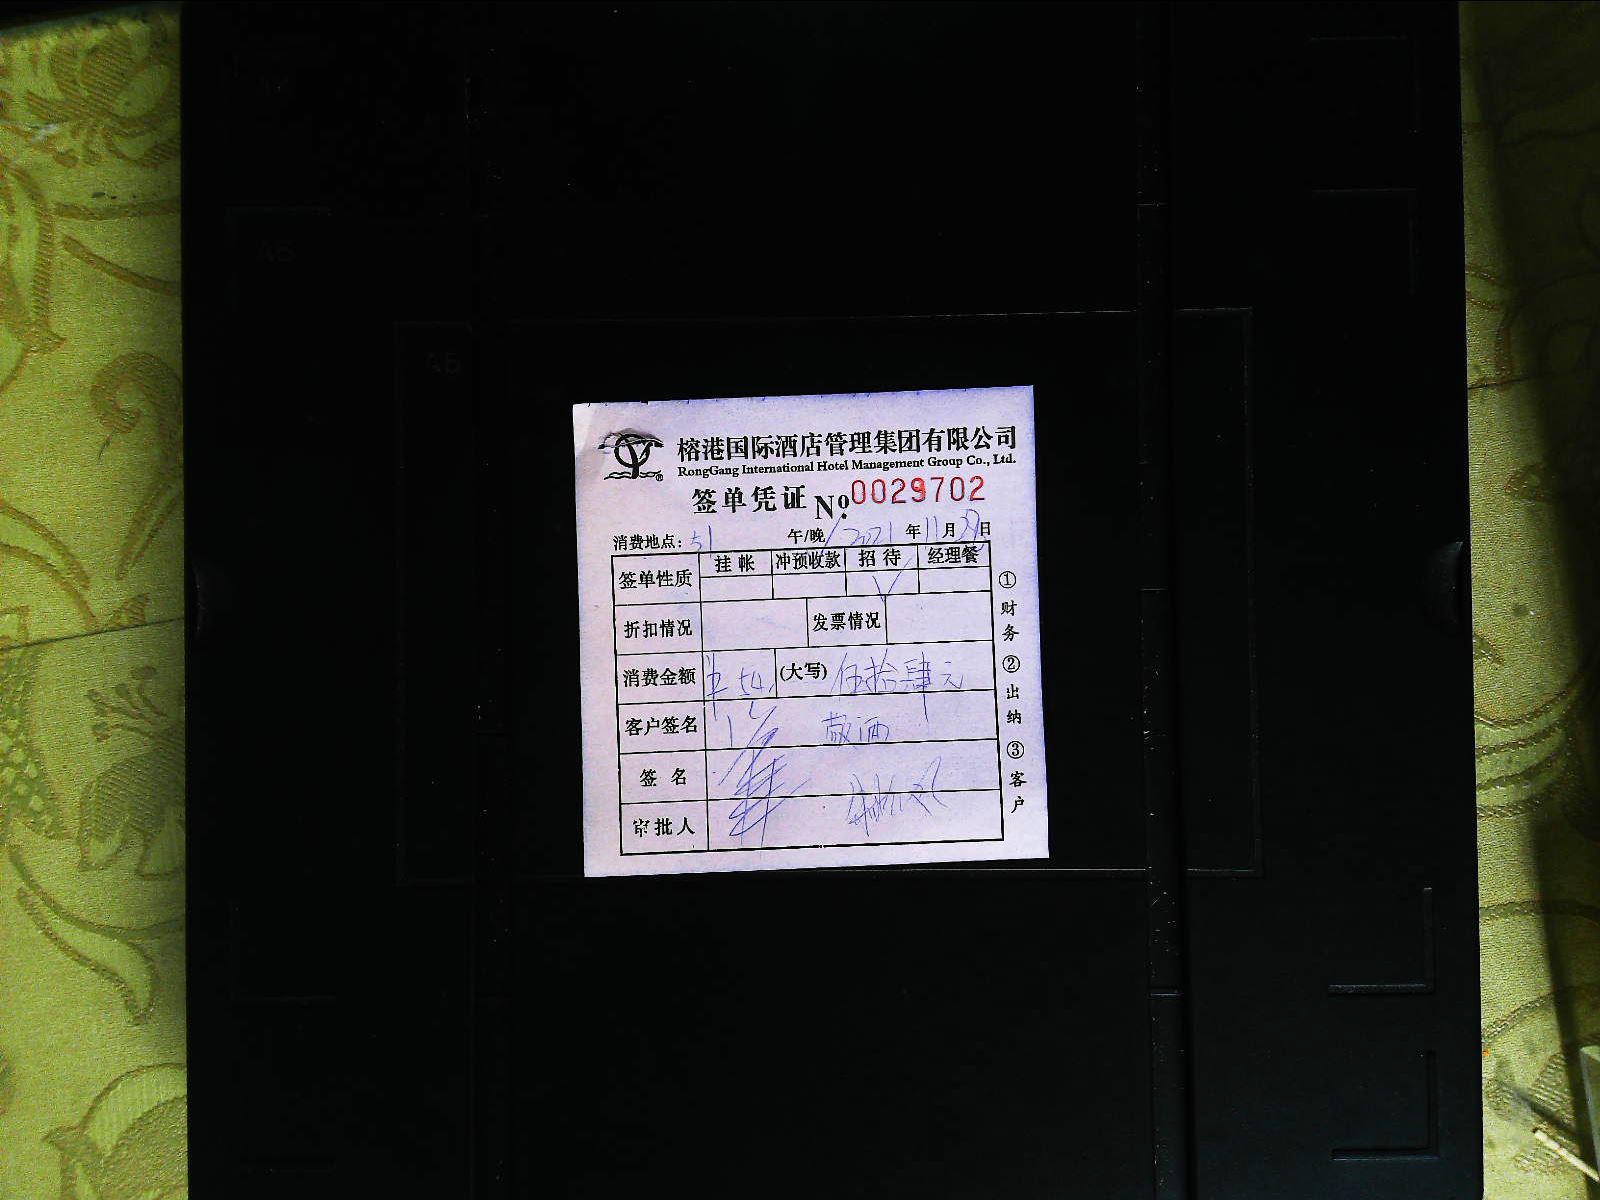 榕港国际酒店管理集团有限公司
RongGang International Hotel Management Group Co., Ltd.
签单凭证 No. 0029702
消费地点: 51 午/晚 2021 年 11 月 29 日
签单性质 挂帐 冲预收款 招待 经理餐
折扣情况 发票情况
消费金额 ¥54 (大写) 伍拾肆元
客户签名 敬酒
签名
审批人
①财务 ②出纳 ③客户
A5
A6